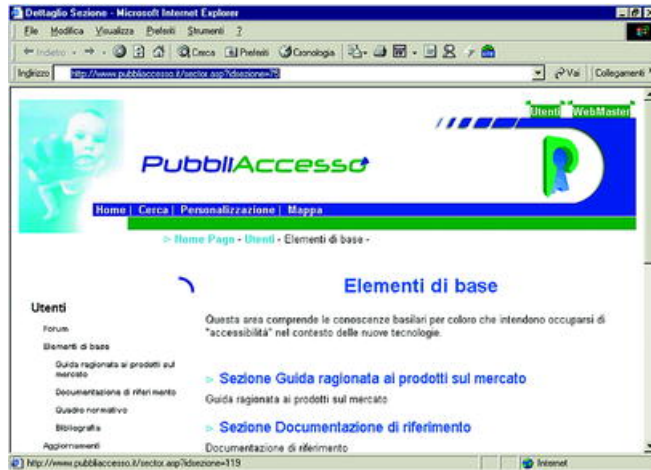 Dettaglio Sezione - Microsoft Internet Explorer
File Modifica Visualizza Preferiti Strumenti ?
Indietro Cerca Preferiti Cronologia
Indirizzo http://www.pubbliaccesso.it/sector.asp?idsezione=76 Vai Collegamenti
Utenti WebMaster
PubbliAccesso
Home | Cerca | Personalizzazione | Mappa
> Home Page - Utenti - Elementi di base -
Elementi di base
Questa area comprende le conoscenze basilari per coloro che intendono occuparsi di
"accessibilità" nel contesto delle nuove tecnologie.
Utenti
Forum
Elementi di base
Guida ragionata ai prodotti sul
mercato
Documentazione di riferimento
Quadro normativo
Bibliografia
Aggiornamenti
> Sezione Guida ragionata ai prodotti sul mercato
Guida ragionata ai prodotti sul mercato
> Sezione Documentazione di riferimento
Documentazione di riferimento
http://www.pubbliaccesso.it/sector.asp?idsezione=119 Internet